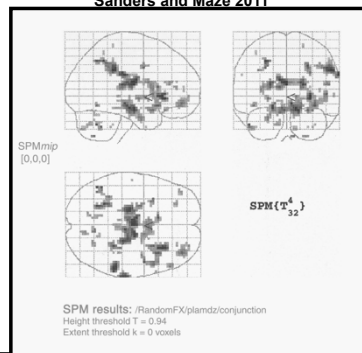 Sanders and Maze 2011
SPMmip
[0,0,0]
SPM{T⁴₃₂}
SPM results: /RandomFX/plamdz/conjunction
Height threshold T = 0.94
Extent threshold k = 0 voxels